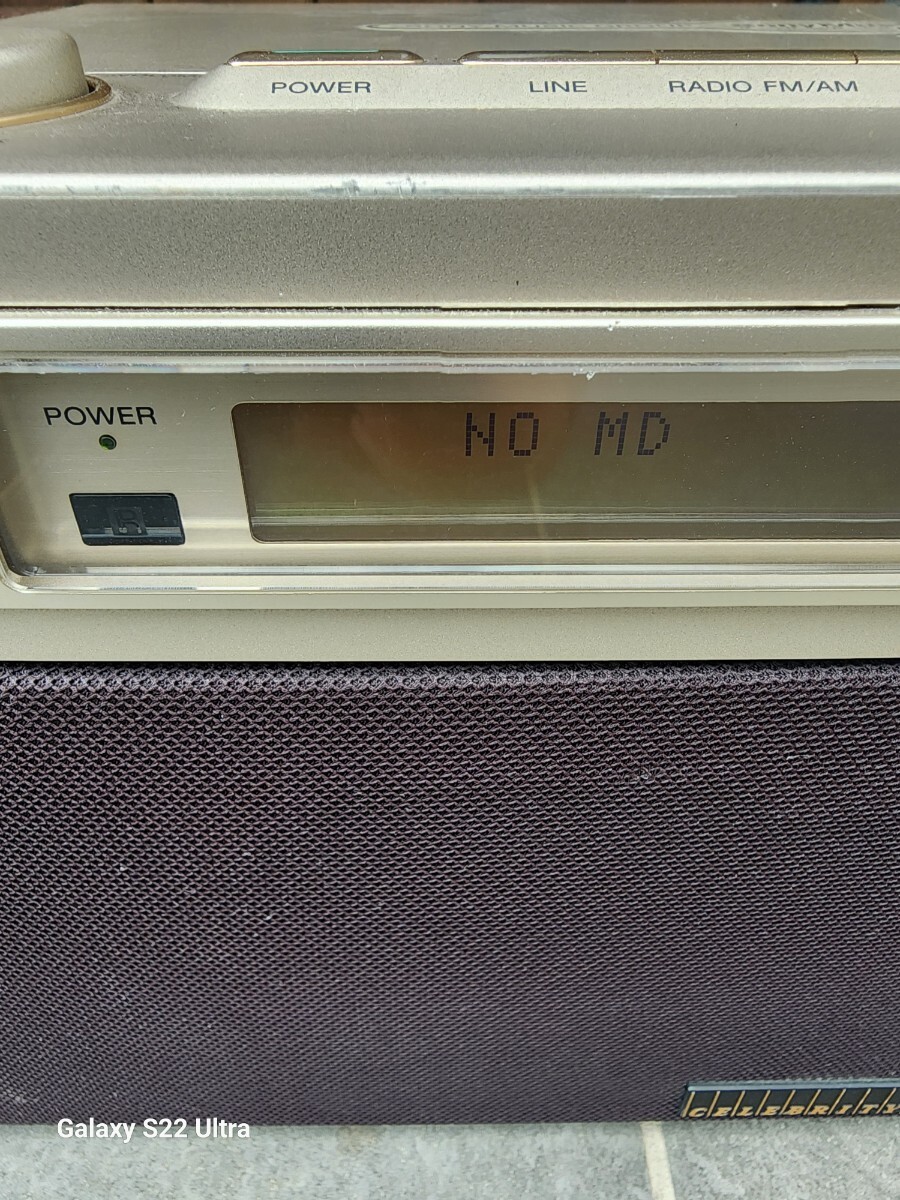 POWER LINE RADIO FM/AM
POWER
NO MD
R
CELEBRITY
Galaxy S22 Ultra